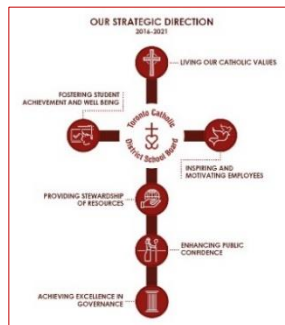 OUR STRATEGIC DIRECTION
2016-2021
LIVING OUR CATHOLIC VALUES
FOSTERING STUDENT
ACHIEVEMENT AND WELL BEING
Toronto Catholic
District School Board
INSPIRING AND
MOTIVATING EMPLOYEES
PROVIDING STEWARDSHIP
OF RESOURCES
ENHANCING PUBLIC
CONFIDENCE
ACHIEVING EXCELLENCE IN
GOVERNANCE